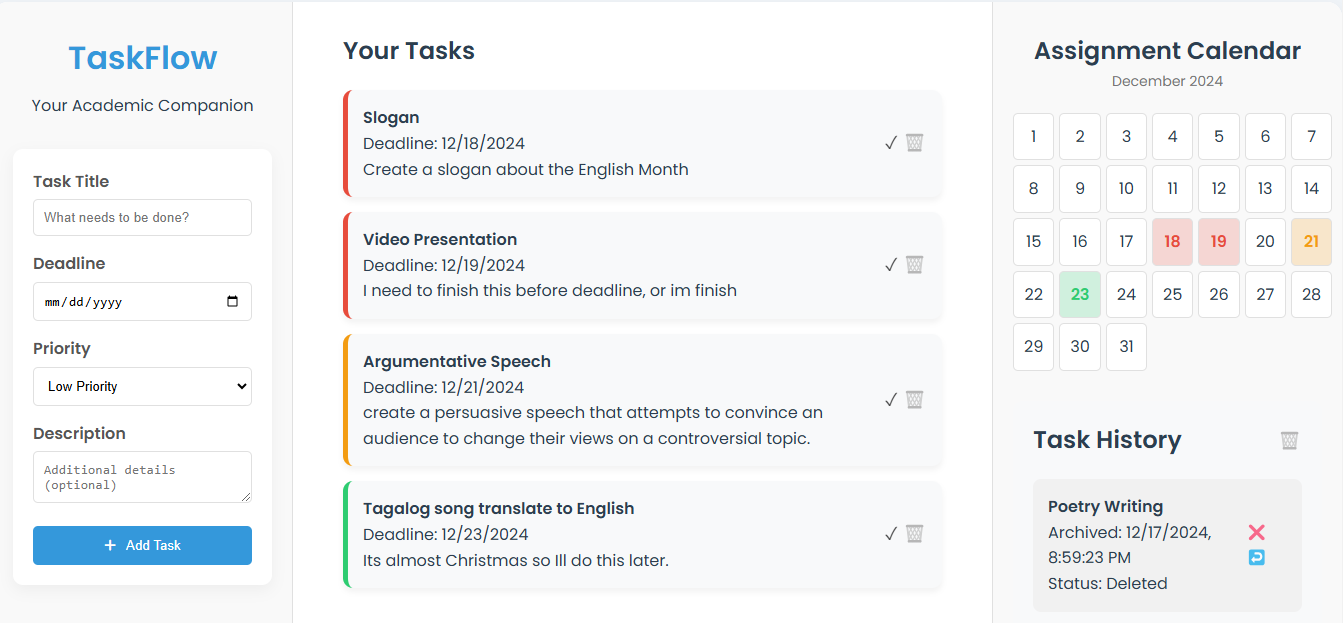 TaskFlow
Your Academic Companion
Task Title
What needs to be done?
Deadline
mm/dd/yyyy
Priority
Low Priority
Description
Additional details
(optional)
+ Add Task
Your Tasks
Slogan
Deadline: 12/18/2024
Create a slogan about the English Month
Video Presentation
Deadline: 12/19/2024
I need to finish this before deadline, or im finish
Argumentative Speech
Deadline: 12/21/2024
create a persuasive speech that attempts to convince an
audience to change their views on a controversial topic.
Tagalog song translate to English
Deadline: 12/23/2024
Its almost Christmas so Ill do this later.
Assignment Calendar
December 2024
1 2 3 4 5 6 7
8 9 10 11 12 13 14
15 16 17 18 19 20 21
22 23 24 25 26 27 28
29 30 31
Task History
Poetry Writing
Archived: 12/17/2024,
8:59:23 PM
Status: Deleted